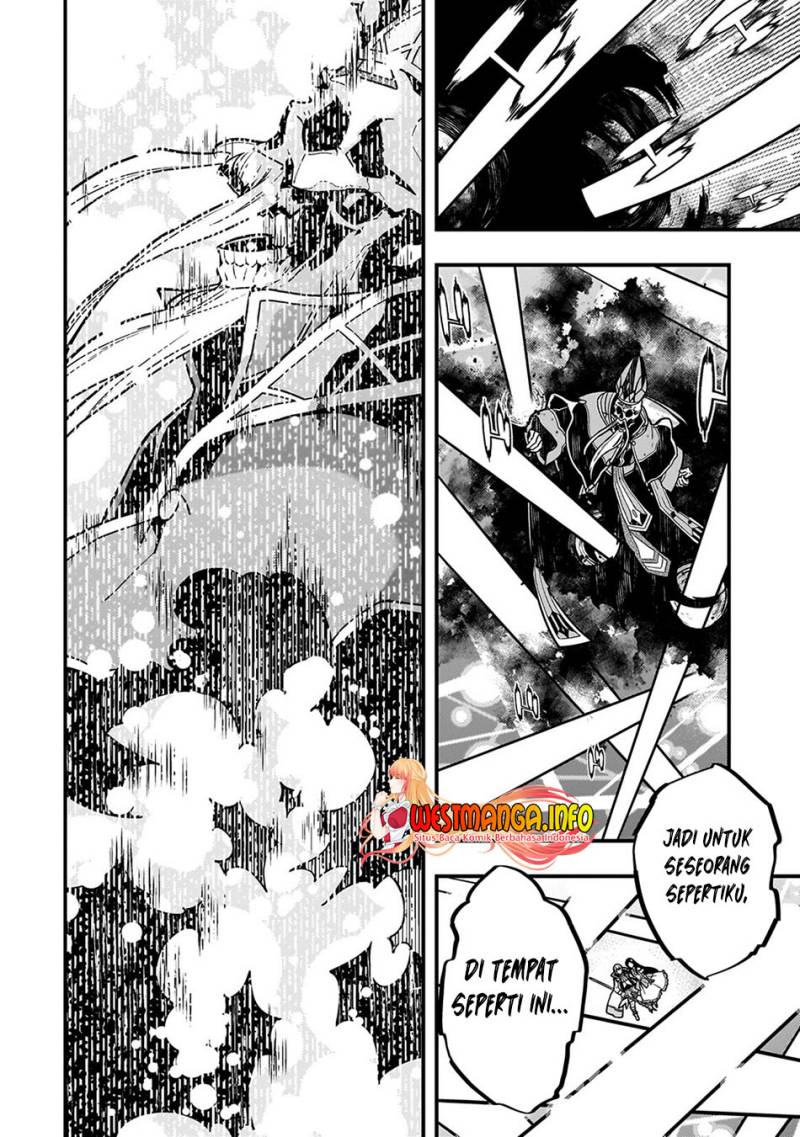 JADI UNTUK
SESEORANG
SEPERTIKU,
DI TEMPAT
SEPERTI INI...
WESTMANGA.INFO
Situs Baca Komik Berbahasa Indonesia